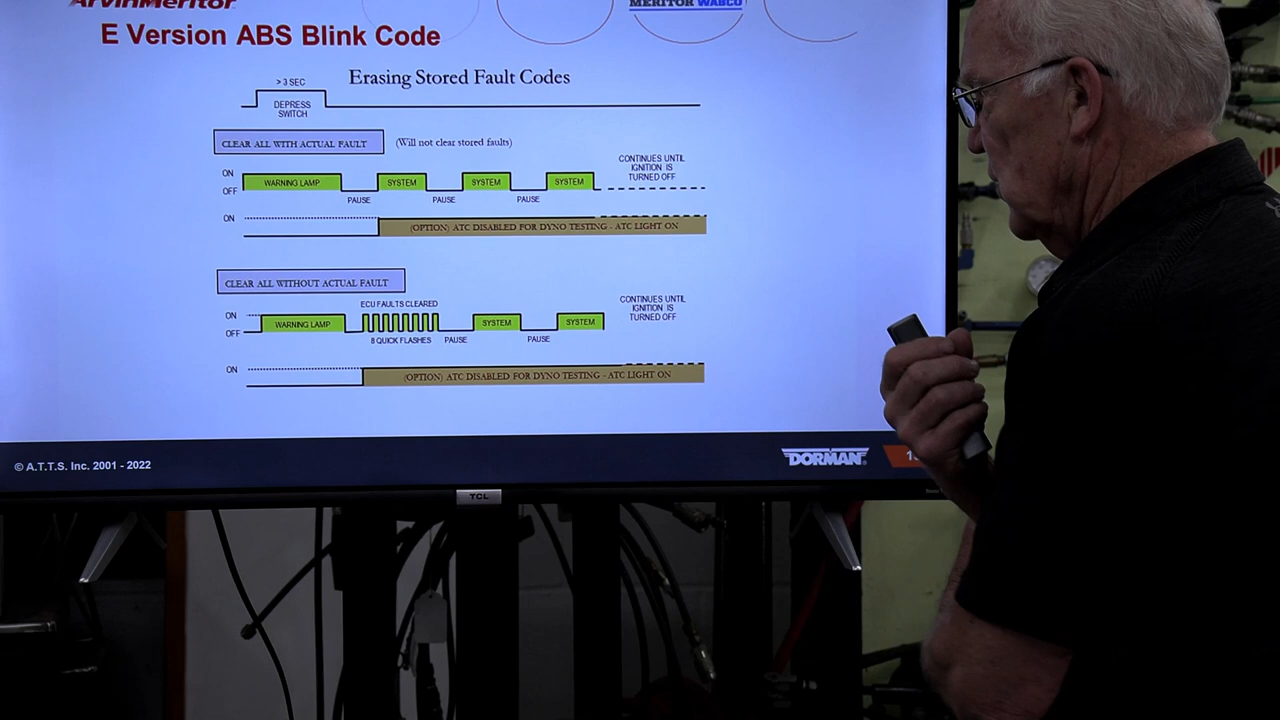 ArvinMeritor
MERITOR WABCO
E Version ABS Blink Code
Erasing Stored Fault Codes
> 3 SEC
DEPRESS
SWITCH
CLEAR ALL WITH ACTUAL FAULT
(Will not clear stored faults)
CONTINUES UNTIL
IGNITION IS
TURNED OFF
ON
OFF
WARNING LAMP
SYSTEM
SYSTEM
SYSTEM
PAUSE
PAUSE
PAUSE
ON
(OPTION) ATC DISABLED FOR DYNO TESTING - ATC LIGHT ON
CLEAR ALL WITHOUT ACTUAL FAULT
ECU FAULTS CLEARED
CONTINUES UNTIL
IGNITION IS
TURNED OFF
ON
OFF
WARNING LAMP
SYSTEM
SYSTEM
8 QUICK FLASHES
PAUSE
PAUSE
ON
(OPTION) ATC DISABLED FOR DYNO TESTING - ATC LIGHT ON
© A.T.T.S. Inc. 2001 - 2022
DORMAN
TCL